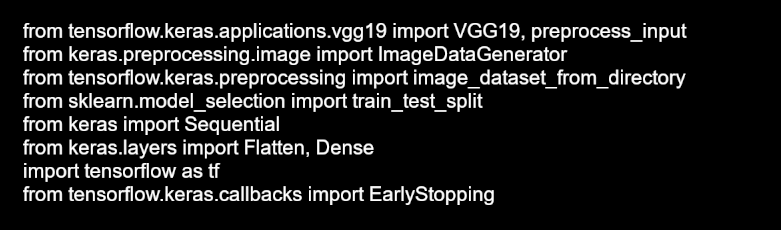 from tensorflow.keras.applications.vgg19 import VGG19, preprocess_input
from keras.preprocessing.image import ImageDataGenerator
from tensorflow.keras.preprocessing import image_dataset_from_directory
from sklearn.model_selection import train_test_split
from keras import Sequential
from keras.layers import Flatten, Dense
import tensorflow as tf
from tensorflow.keras.callbacks import EarlyStopping